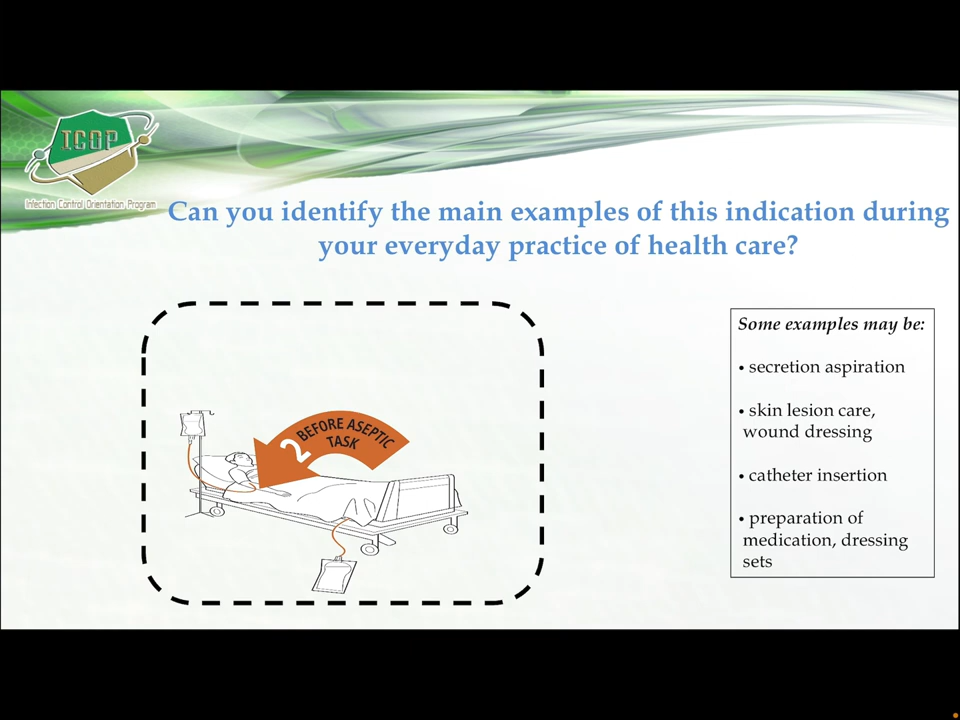 ICOP
Infection Control Orientation Program
Can you identify the main examples of this indication during
your everyday practice of health care?
2
BEFORE ASEPTIC
TASK
Some examples may be:
• secretion aspiration
• skin lesion care,
wound dressing
• catheter insertion
• preparation of
medication, dressing
sets